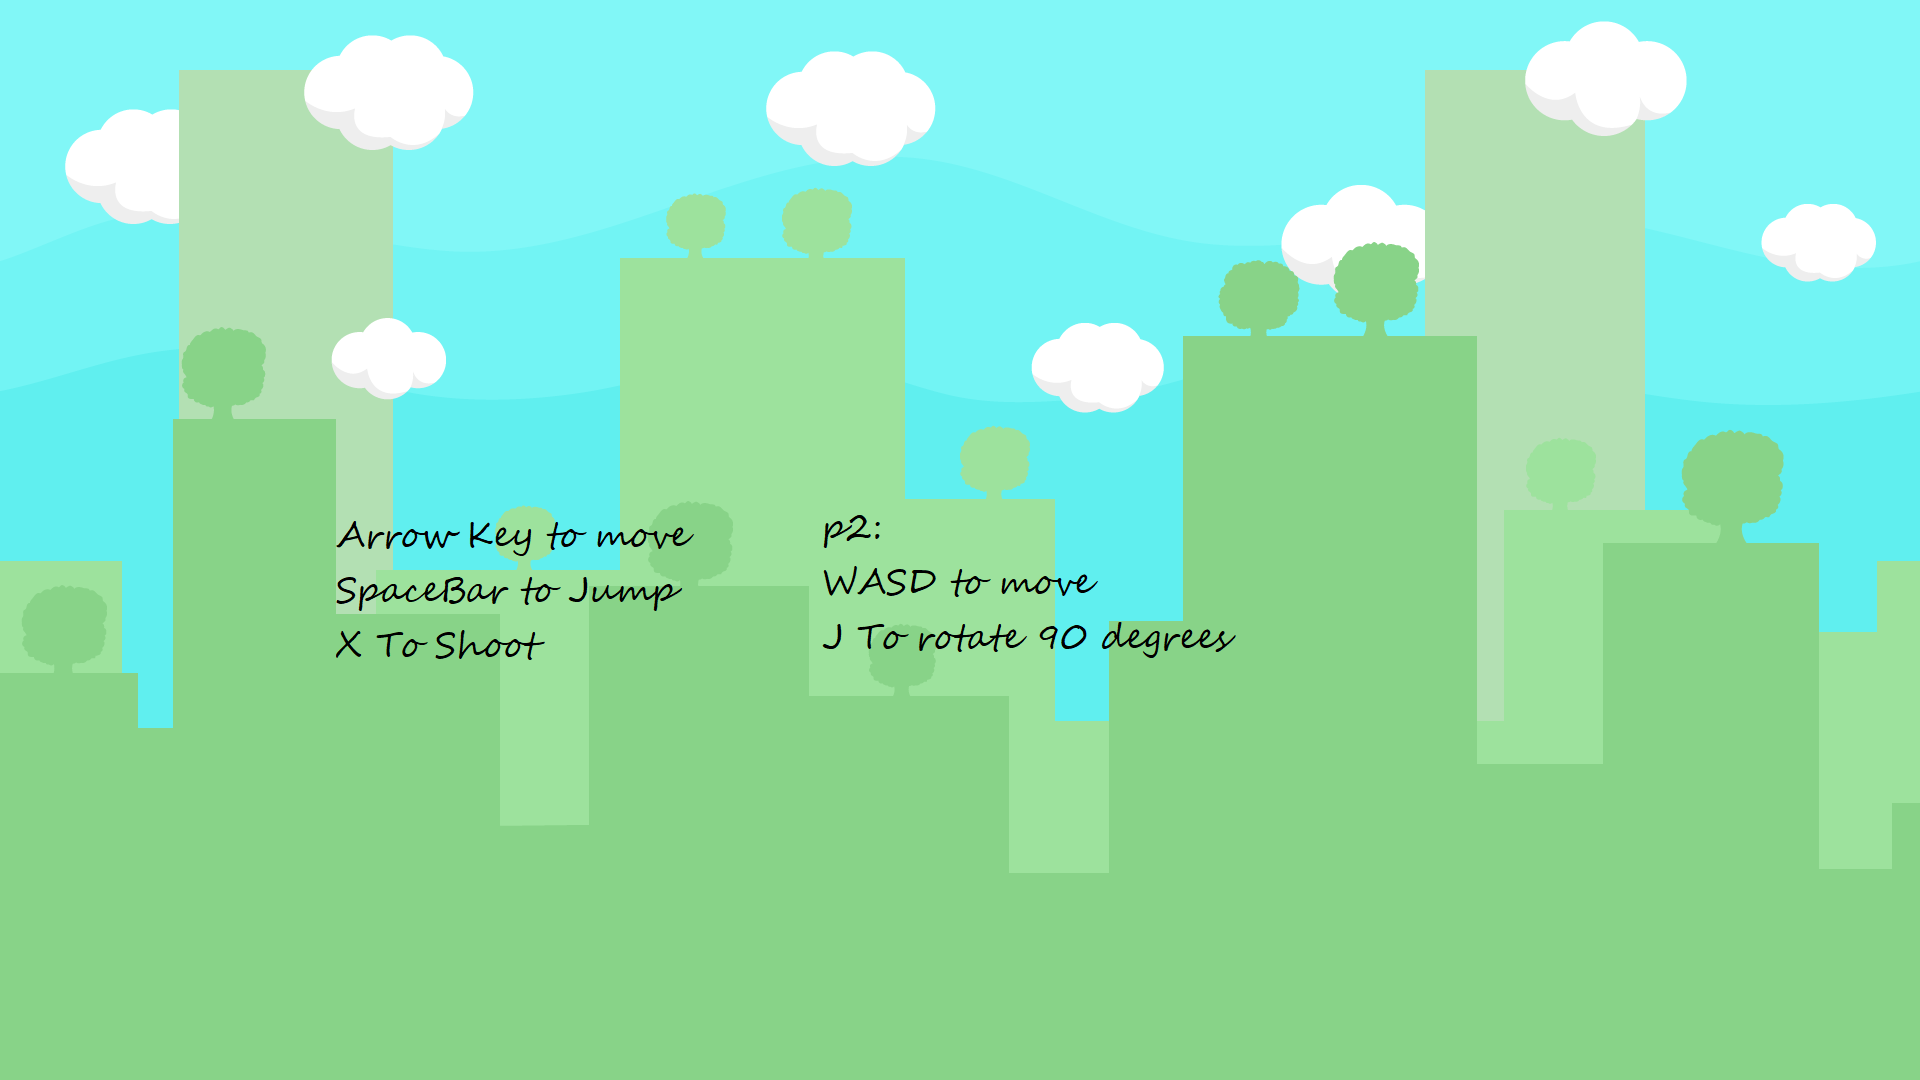 Arrow Key to move
SpaceBar to Jump
X To Shoot
p2:
WASD to move
J To rotate 90 degrees